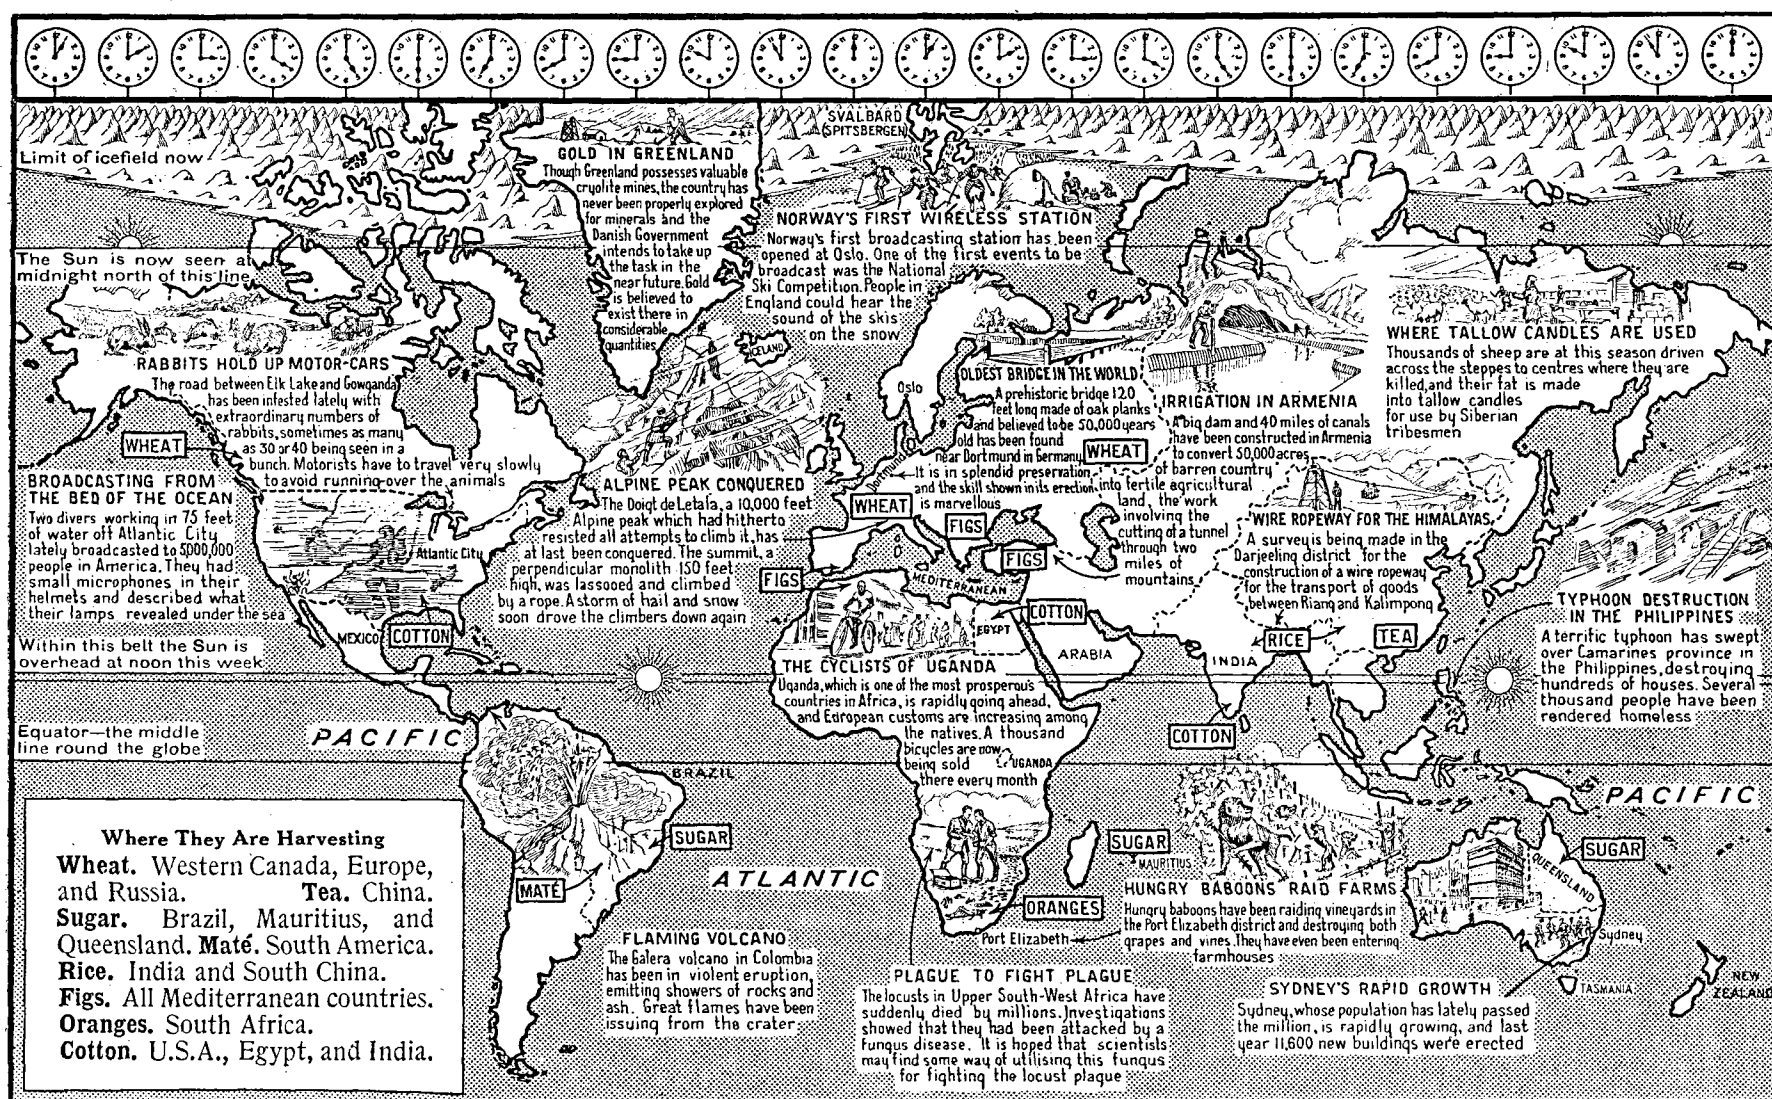 Limit of icefield now
The Sun is now seen at
midnight north of this line
GOLD IN GREENLAND
Though Greenland possesses valuable
cryolite mines, the country has
never been properly explored
for minerals and the
Danish Government
intends to take up
the task in the
near future. Gold
is believed to
exist there in
considerable
quantities
SVALBARD
(SPITSBERGEN)
NORWAY'S FIRST WIRELESS STATION
Norway's first broadcasting station has been
opened at Oslo. One of the first events to be
broadcast was the National
Ski Competition. People in
England could hear the
sound of the skis
on the snow
ICELAND
Oslo
RABBITS HOLD UP MOTOR-CARS
The road between Elk Lake and Gowganda
has been infested lately with
extraordinary numbers of
rabbits, sometimes as many
as 30 or 40 being seen in a
bunch. Motorists have to travel very slowly
to avoid running over the animals
WHEAT
BROADCASTING FROM
THE BED OF THE OCEAN
Two divers working in 75 feet
of water off Atlantic City
lately broadcasted to 5,000,000
people in America. They had
small microphones in their
helmets and described what
their lamps revealed under the sea
Atlantic City
ALPINE PEAK CONQUERED
The Doigt de Letala, a 10,000 feet
Alpine peak which had hitherto
resisted all attempts to climb it, has
at last been conquered. The summit, a
perpendicular monolith 150 feet
high, was lassoed and climbed
by a rope. A storm of hail and snow
soon drove the climbers down again
OLDEST BRIDGE IN THE WORLD
A prehistoric bridge 120
feet long made of oak planks
and believed to be 50,000 years
old has been found
near Dortmund in Germany.
It is in splendid preservation
and the skill shown in its erection
is marvellous
Dortmund
WHEAT
WHEAT
IRRIGATION IN ARMENIA
A big dam and 40 miles of canals
have been constructed in Armenia
to convert 50,000 acres
of barren country
into fertile agricultural
land, the work
involving the
cutting of a tunnel
through two
miles of
mountains
WHERE TALLOW CANDLES ARE USED
Thousands of sheep are at this season driven
across the steppes to centres where they are
killed, and their fat is made
into tallow candles
for use by Siberian
tribesmen
WIRE ROPEWAY FOR THE HIMALAYAS
A survey is being made in the
Darjeeling district for the
construction of a wire ropeway
for the transport of goods
between Riang and Kalimpong
FIGS
FIGS
FIGS
MEDITERRANEAN
COTTON
EGYPT
ARABIA
RICE
TEA
INDIA
COTTON
TYPHOON DESTRUCTION
IN THE PHILIPPINES
A terrific typhoon has swept
over Camarines province in
the Philippines, destroying
hundreds of houses. Several
thousand people have been
rendered homeless
Within this belt the Sun is
overhead at noon this week
MEXICO
COTTON
THE CYCLISTS OF UGANDA
Uganda, which is one of the most prosperous
countries in Africa, is rapidly going ahead,
and European customs are increasing among
the natives. A thousand
bicycles are now
being sold
there every month
UGANDA
Equator—the middle
line round the globe
PACIFIC
BRAZIL
SUGAR
MATÉ
ATLANTIC
SUGAR
MAURITIUS
ORANGES
Port Elizabeth
PACIFIC
SUGAR
QUEENSLAND
Sydney
TASMANIA
NEW
ZEALAND
FLAMING VOLCANO
The Galera volcano in Colombia
has been in violent eruption,
emitting showers of rocks and
ash. Great flames have been
issuing from the crater
PLAGUE TO FIGHT PLAGUE
The locusts in Upper South-West Africa have
suddenly died by millions. Investigations
showed that they had been attacked by a
fungus disease. It is hoped that scientists
may find some way of utilising this fungus
for fighting the locust plague
HUNGRY BABOONS RAID FARMS
Hungry baboons have been raiding vineyards in
the Port Elizabeth district and destroying both
grapes and vines. They have even been entering
farmhouses
SYDNEY'S RAPID GROWTH
Sydney, whose population has lately passed
the million, is rapidly growing, and last
year 11,600 new buildings were erected
Where They Are Harvesting
Wheat. Western Canada, Europe,
and Russia. Tea. China.
Sugar. Brazil, Mauritius, and
Queensland. Maté. South America.
Rice. India and South China.
Figs. All Mediterranean countries.
Oranges. South Africa.
Cotton. U.S.A., Egypt, and India.